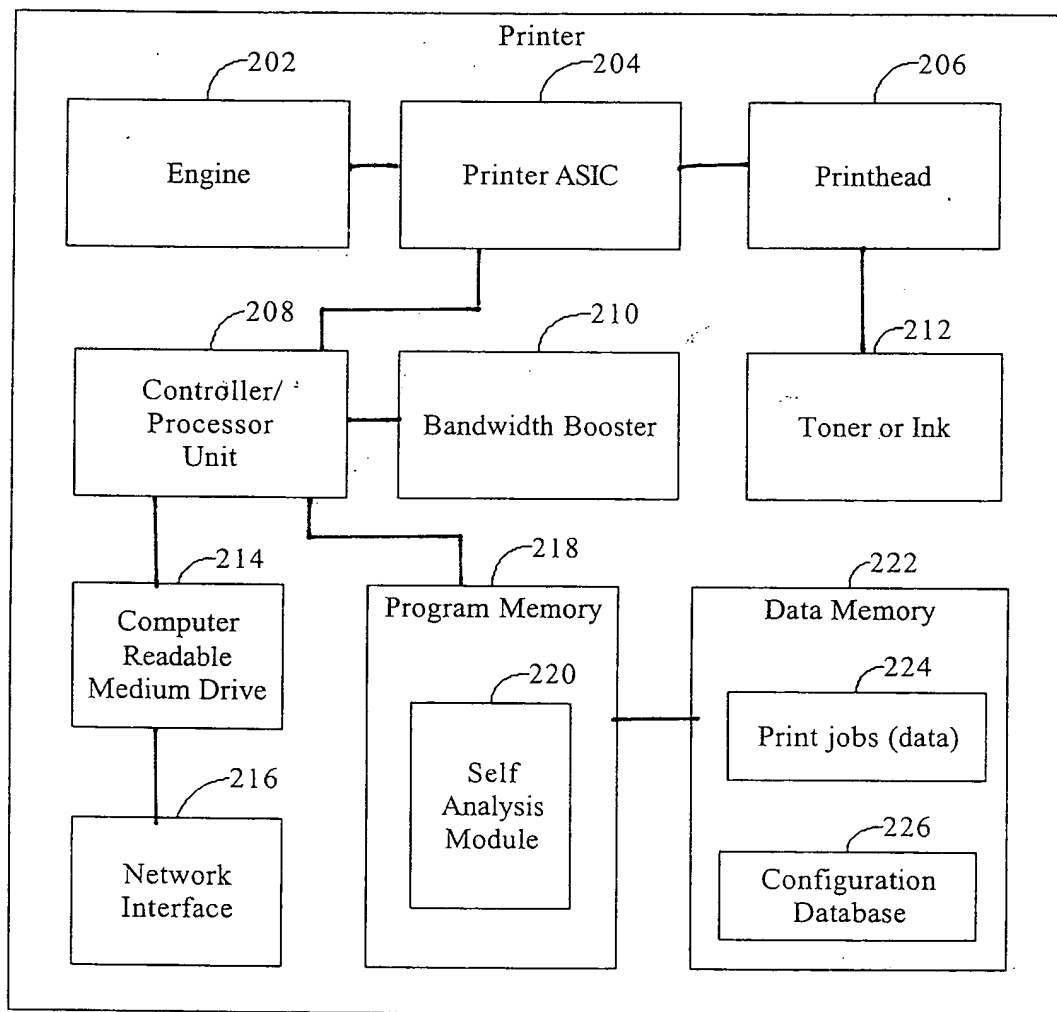 Printer
202
204
206
Engine
Printer ASIC
Printhead
208
210
212
Controller/
Processor
Unit
Bandwidth Booster
Toner or Ink
214
218
222
Computer
Readable
Medium Drive
Program Memory
Data Memory
220
224
Print jobs (data)
Self
Analysis
Module
216
226
Network
Interface
Configuration
Database